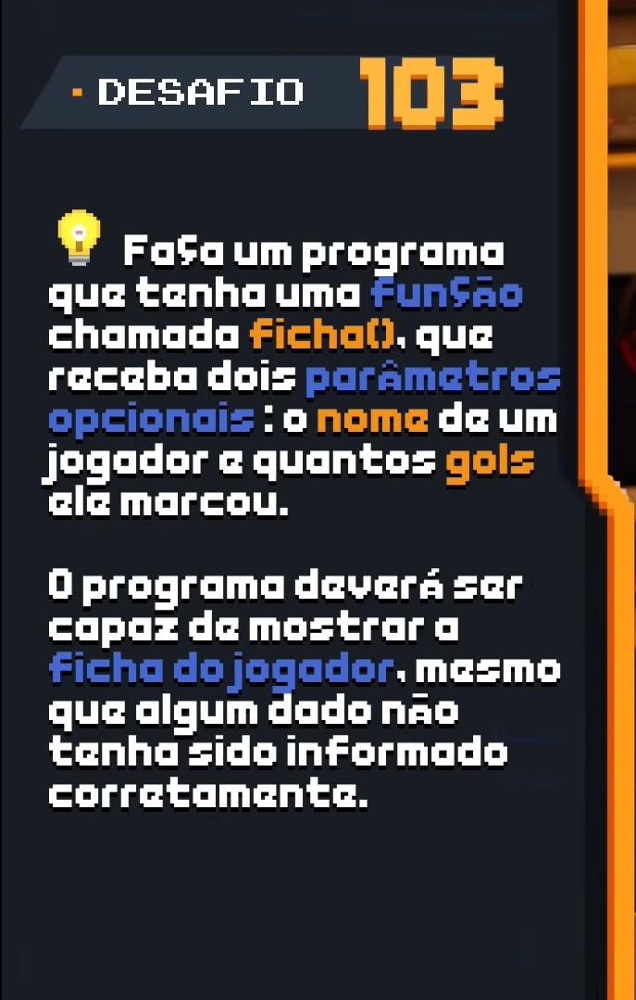 ▪ DESAFIO 103
Faça um programa
que tenha uma função
chamada ficha(), que
receba dois parâmetros
opcionais: o nome de um
jogador e quantos gols
ele marcou.
O programa deverá ser
capaz de mostrar a
ficha do jogador, mesmo
que algum dado não
tenha sido informado
corretamente.